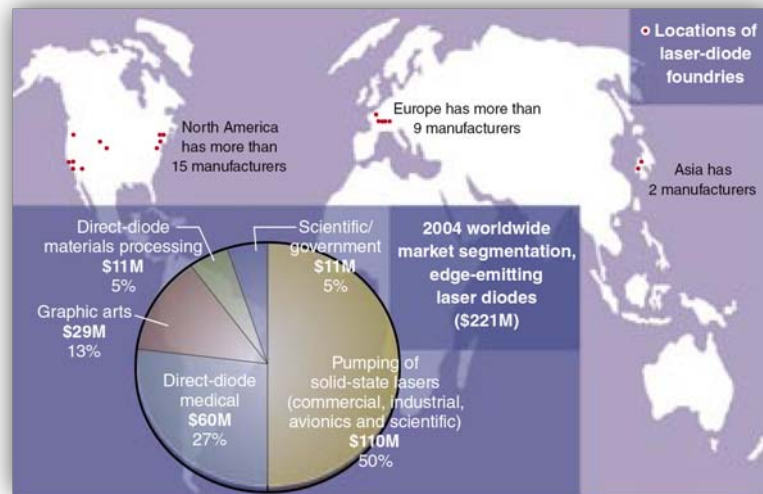 Locations of
laser-diode
foundries
North America
has more than
15 manufacturers
Europe has more than
9 manufacturers
Asia has
2 manufacturers
2004 worldwide
market segmentation,
edge-emitting
laser diodes
($221M)
Direct-diode
materials processing
$11M
5%
Scientific/
government
$11M
5%
Graphic arts
$29M
13%
Direct-diode
medical
$60M
27%
Pumping of
solid-state lasers
(commercial, industrial,
avionics and scientific)
$110M
50%